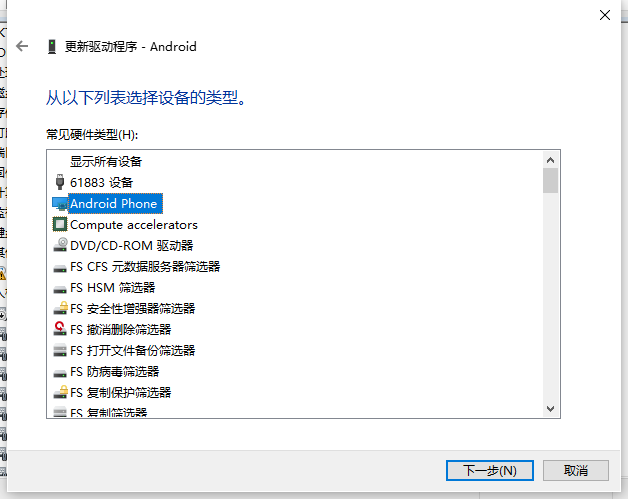 更新驱动程序 - Android
从以下列表选择设备的类型。
常见硬件类型(H):
显示所有设备
61883 设备
Android Phone
Compute accelerators
DVD/CD-ROM 驱动器
FS CFS 元数据服务器筛选器
FS HSM 筛选器
FS 安全性增强器筛选器
FS 撤消删除筛选器
FS 打开文件备份筛选器
FS 防病毒筛选器
FS 复制保护筛选器
FS 复制筛选器
下一步(N)
取消